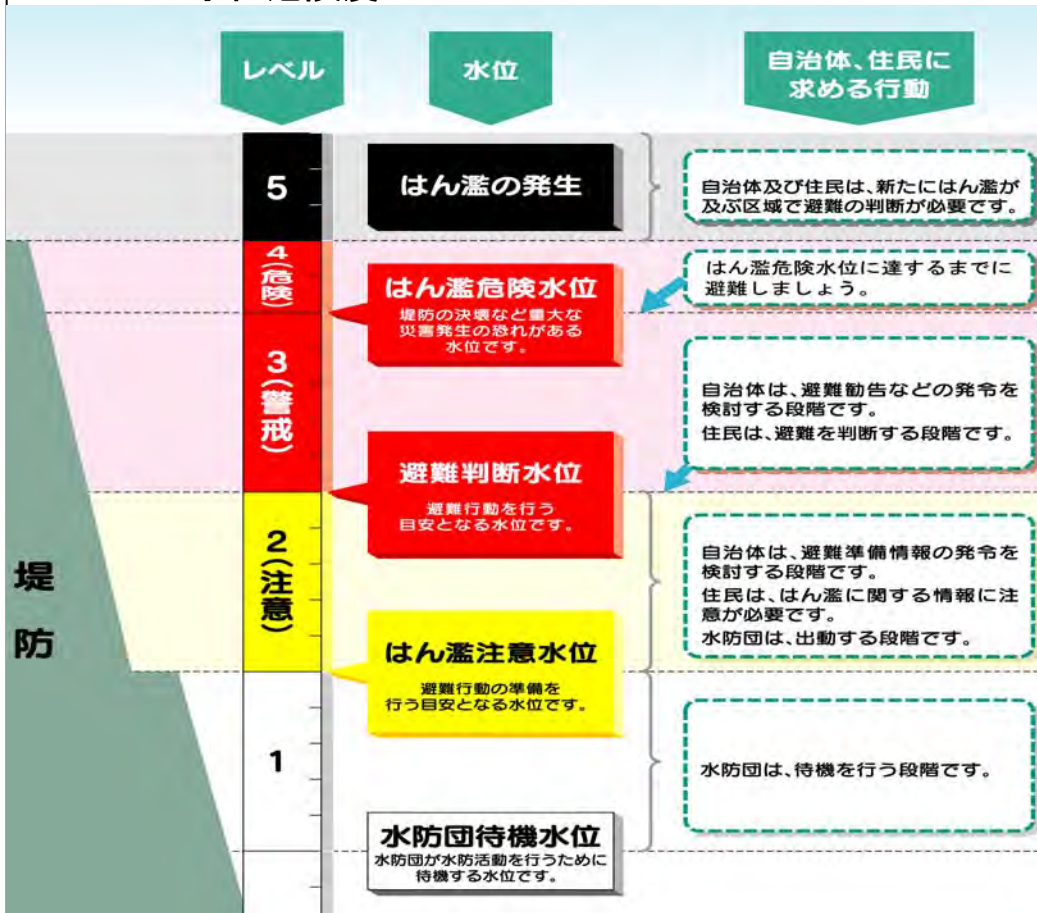 レベル
水位
自治体、住民に
求める行動
5
はん濫の発生
自治体及び住民は、新たにはん濫が
及ぶ区域で避難の判断が必要です。
4(危険)
はん濫危険水位
堤防の決壊など重大な
災害発生の恐れがある
水位です。
はん濫危険水位に達するまでに
避難しましょう。
3(警戒)
自治体は、避難勧告などの発令を
検討する段階です。
住民は、避難を判断する段階です。
避難判断水位
避難行動を行う
目安となる水位です。
2(注意)
自治体は、避難準備情報の発令を
検討する段階です。
住民は、はん濫に関する情報に注
意が必要です。
水防団は、出動する段階です。
堤防
はん濫注意水位
避難行動の準備を
行う目安となる水位です。
1
水防団は、待機を行う段階です。
水防団待機水位
水防団が水防活動を行うために
待機する水位です。